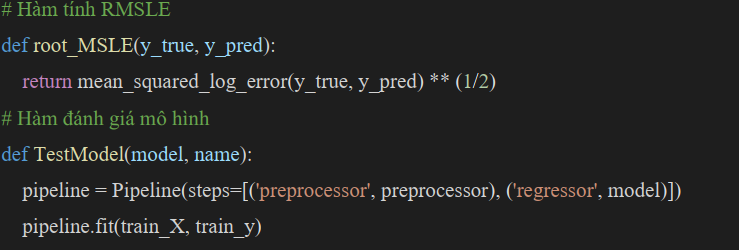 # Hàm tính RMSLE
def root_MSLE(y_true, y_pred):
    return mean_squared_log_error(y_true, y_pred) ** (1/2)
# Hàm đánh giá mô hình
def TestModel(model, name):
    pipeline = Pipeline(steps=[('preprocessor', preprocessor), ('regressor', model)])
    pipeline.fit(train_X, train_y)